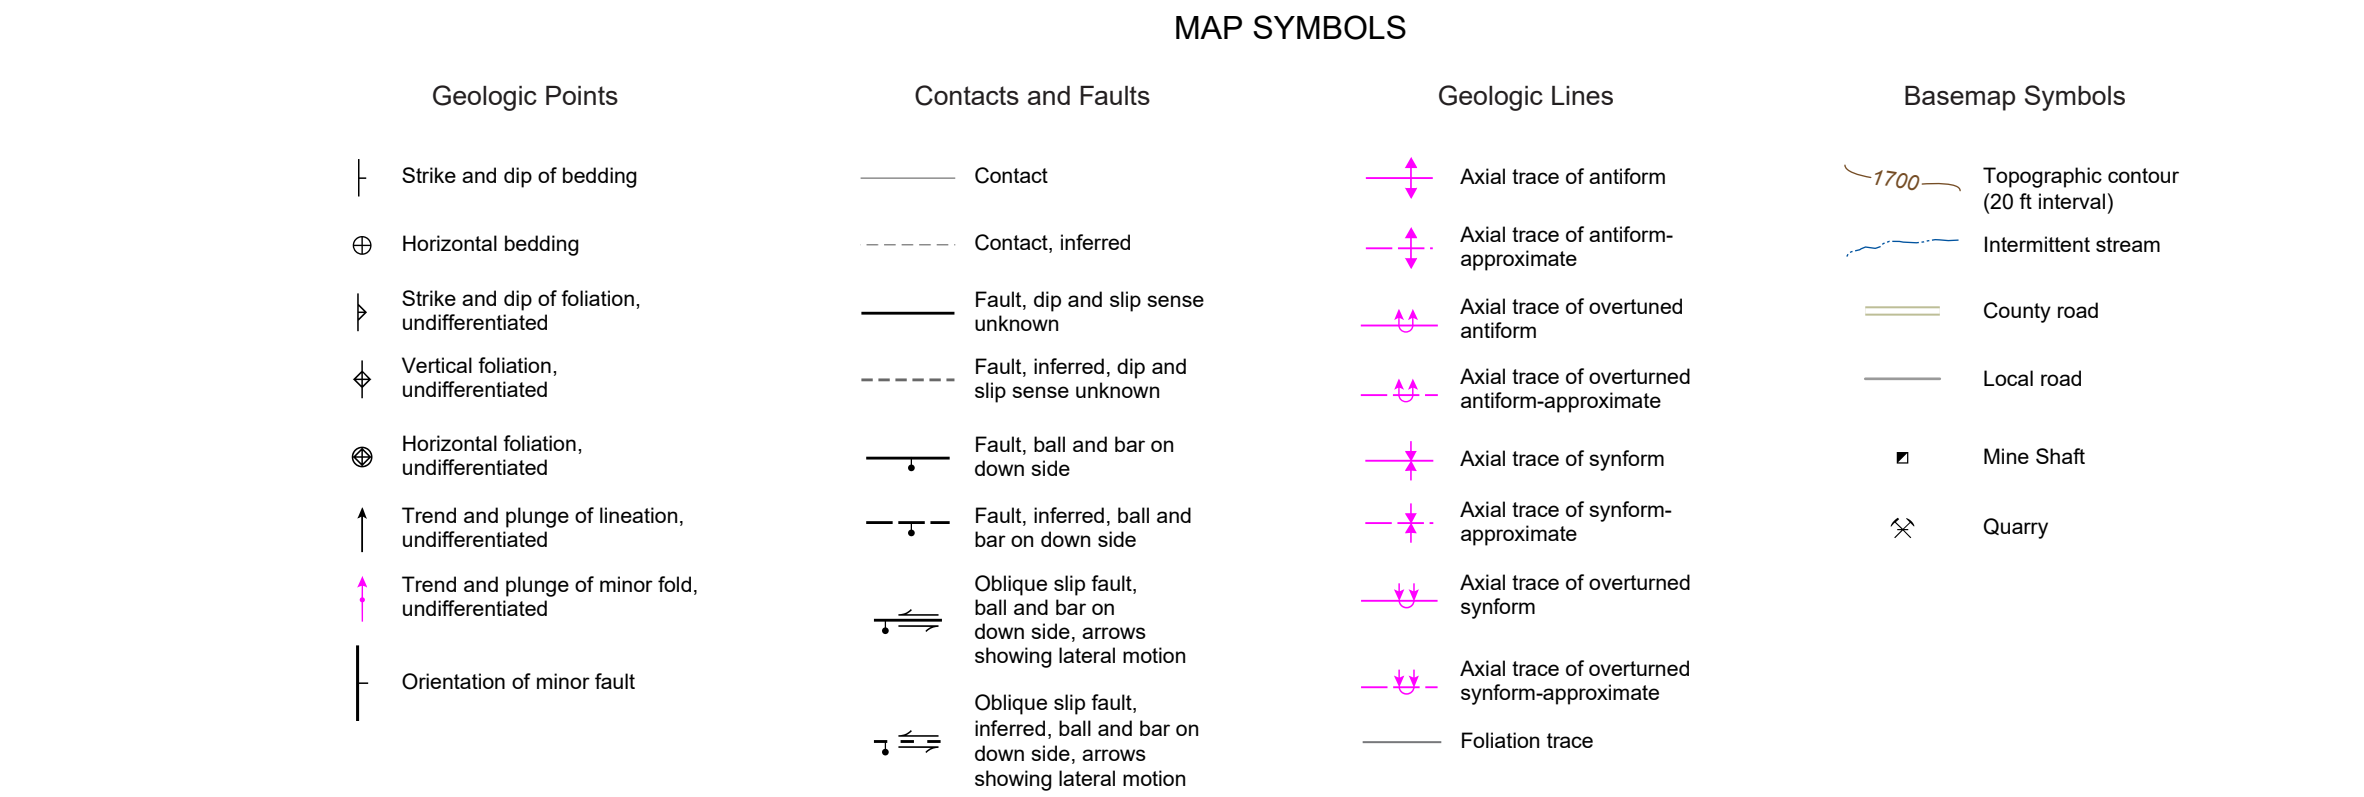 MAP SYMBOLS
Geologic Points
Strike and dip of bedding
Horizontal bedding
Strike and dip of foliation,
undifferentiated
Vertical foliation,
undifferentiated
Horizontal foliation,
undifferentiated
Trend and plunge of lineation,
undifferentiated
Trend and plunge of minor fold,
undifferentiated
Orientation of minor fault
Contacts and Faults
Contact
Contact, inferred
Fault, dip and slip sense
unknown
Fault, inferred, dip and
slip sense unknown
Fault, ball and bar on
down side
Fault, inferred, ball and
bar on down side
Oblique slip fault,
ball and bar on
down side, arrows
showing lateral motion
Oblique slip fault,
inferred, ball and bar on
down side, arrows
showing lateral motion
Geologic Lines
Axial trace of antiform
Axial trace of antiform-
approximate
Axial trace of overtuned
antiform
Axial trace of overturned
antiform-approximate
Axial trace of synform
Axial trace of synform-
approximate
Axial trace of overturned
synform
Axial trace of overturned
synform-approximate
Foliation trace
Basemap Symbols
1700
Topographic contour
(20 ft interval)
Intermittent stream
County road
Local road
Mine Shaft
Quarry